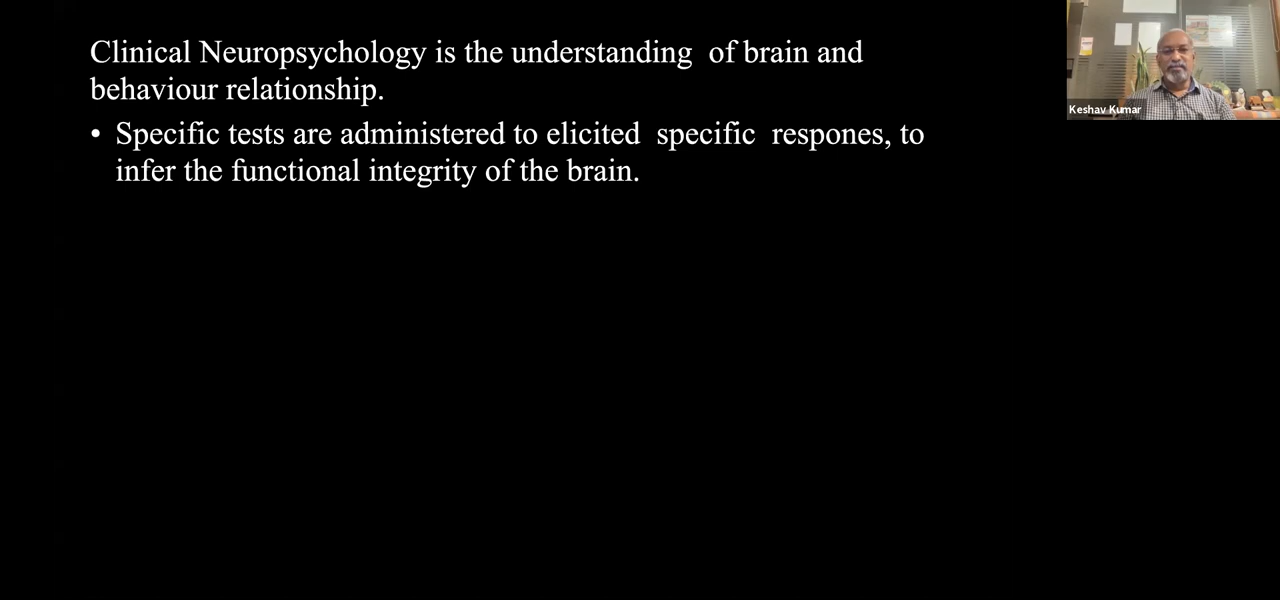 Clinical Neuropsychology is the understanding  of brain and
behaviour relationship.
• Specific tests are administered to elicited  specific  respones, to
infer the functional integrity of the brain.
Keshav Kumar